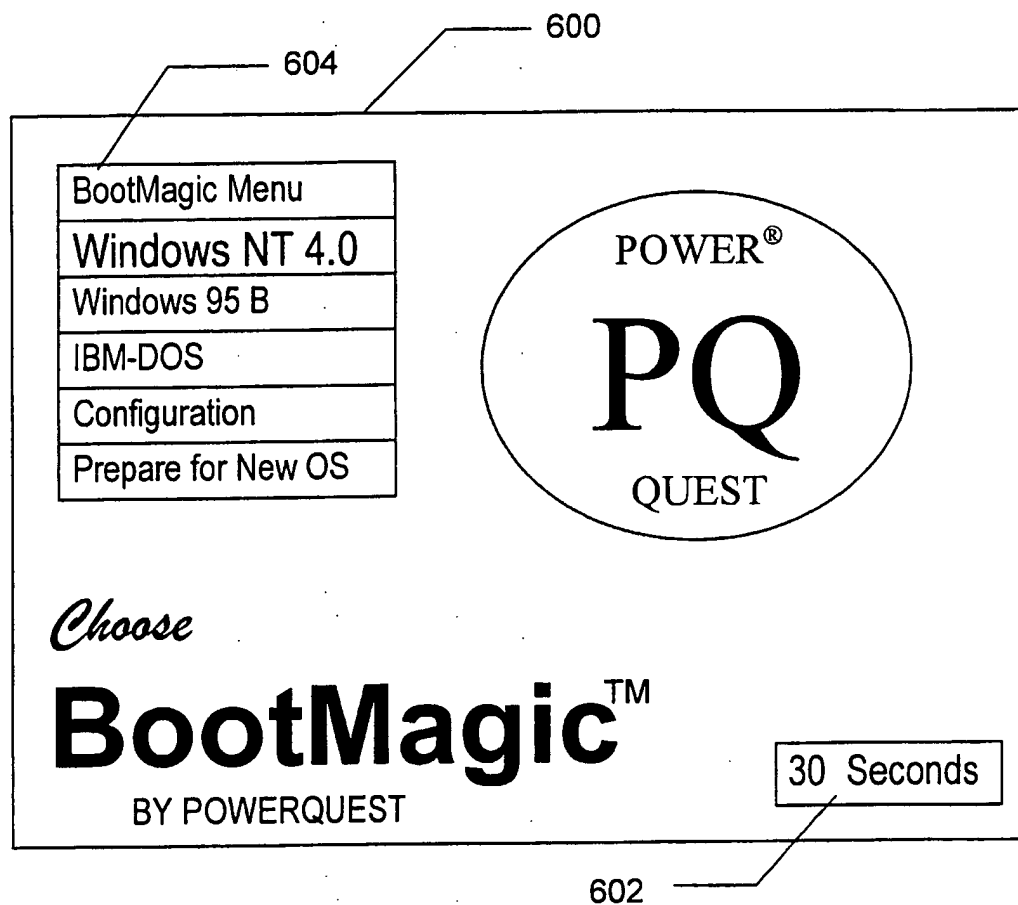 600
604
BootMagic Menu
Windows NT 4.0
Windows 95 B
IBM-DOS
Configuration
Prepare for New OS
POWER®
PQ
QUEST
Choose
BootMagic™
BY POWERQUEST
30 Seconds
602